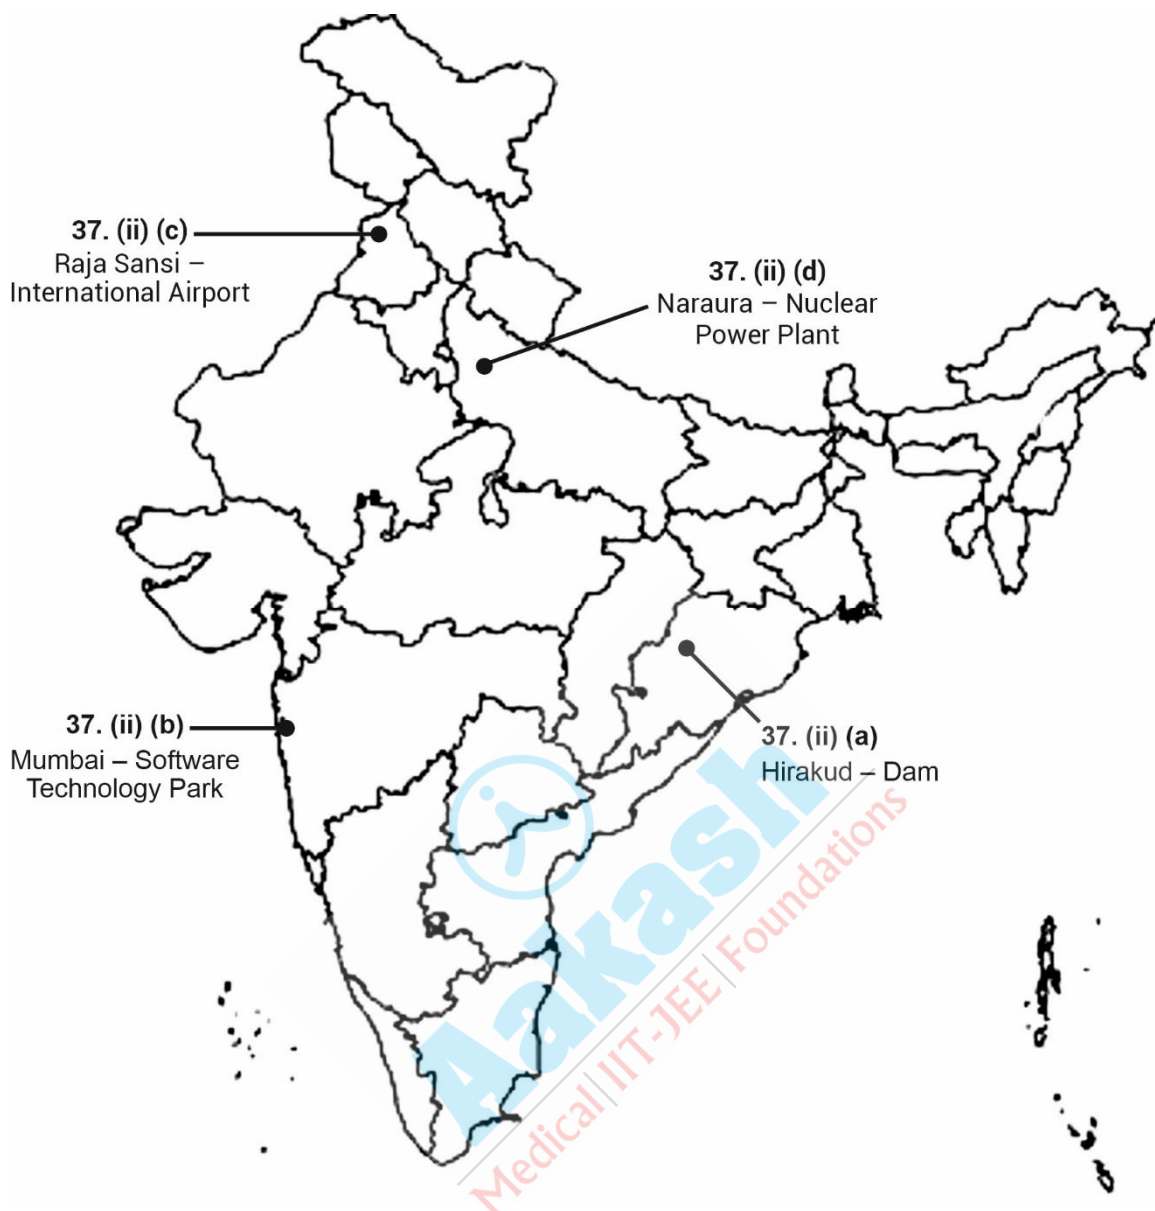 37. (ii) (c)
Raja Sansi –
International Airport
37. (ii) (d)
Naraura – Nuclear
Power Plant
37. (ii) (b)
Mumbai – Software
Technology Park
37. (ii) (a)
Hirakud – Dam
Aakash
Medical|IIT-JEE|Foundations